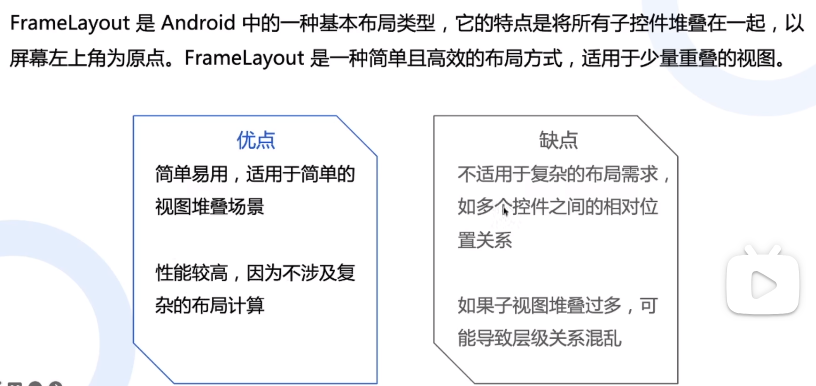 FrameLayout 是 Android 中的一种基本布局类型，它的特点是将所有子控件堆叠在一起，以
屏幕左上角为原点。FrameLayout 是一种简单且高效的布局方式，适用于少量重叠的视图。
优点
简单易用，适用于简单的
视图堆叠场景
性能较高，因为不涉及复
杂的布局计算
缺点
不适用于复杂的布局需求，
如多个控件之间的相对位
置关系
如果子视图堆叠过多，可
能导致层级关系混乱